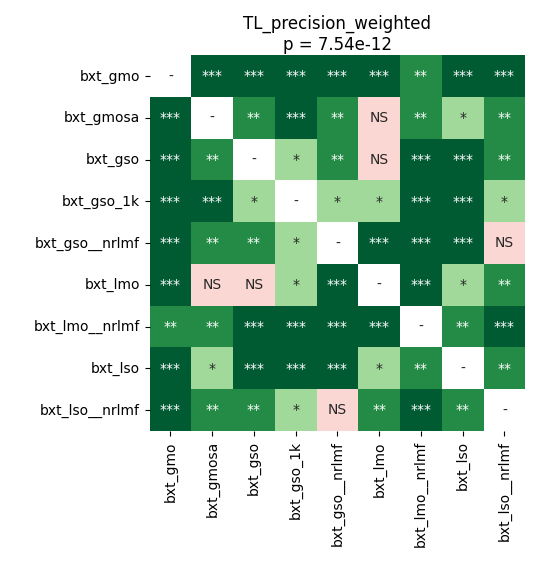 TL_precision_weighted
p = 7.54e-12
bxt_gmo - *** *** *** *** *** ** *** ***
bxt_gmosa *** - ** *** ** NS ** * **
bxt_gso *** ** - * ** NS *** *** **
bxt_gso_1k *** *** * - * * *** *** *
bxt_gso__nrlmf *** ** ** * - *** *** *** NS
bxt_lmo *** NS NS * *** - *** * **
bxt_lmo__nrlmf ** ** *** *** *** *** - ** ***
bxt_lso *** * *** *** *** * ** - **
bxt_lso__nrlmf *** ** ** * NS ** *** ** -
bxt_gmo
bxt_gmosa
bxt_gso
bxt_gso_1k
bxt_gso__nrlmf
bxt_lmo
bxt_lmo__nrlmf
bxt_lso
bxt_lso__nrlmf